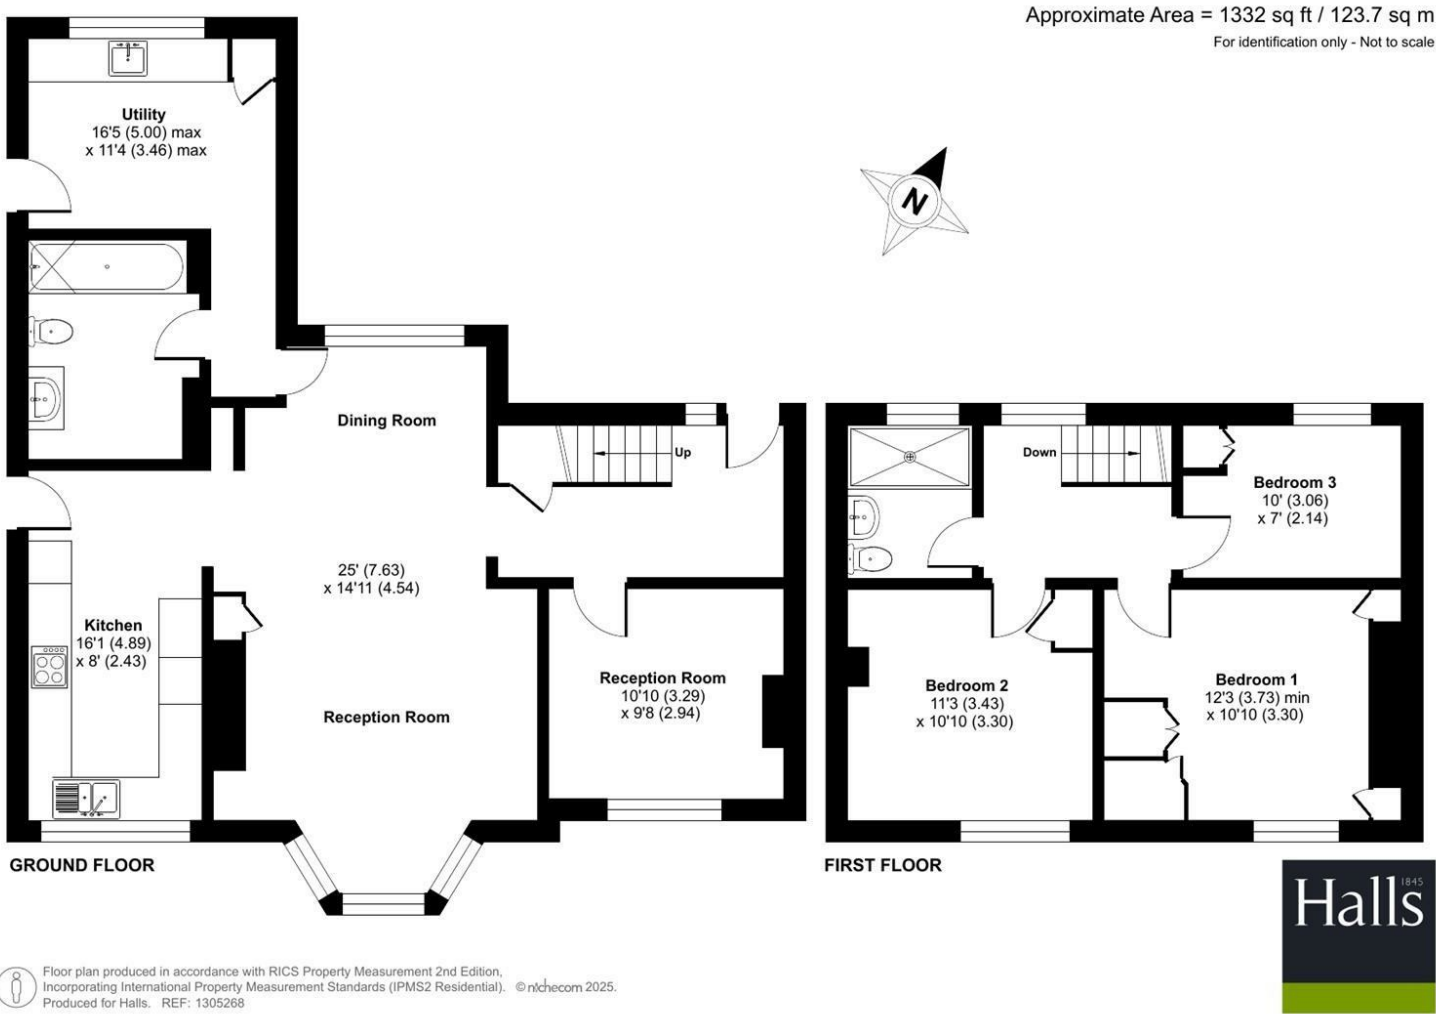 Approximate Area = 1332 sq ft / 123.7 sq m
For identification only - Not to scale
Utility
16'5 (5.00) max
x 11'4 (3.46) max
N
Dining Room
Up
25' (7.63)
x 14'11 (4.54)
Kitchen
16'1 (4.89)
x 8' (2.43)
Reception Room
Reception Room
10'10 (3.29)
x 9'8 (2.94)
GROUND FLOOR
Down
Bedroom 3
10' (3.06)
x 7' (2.14)
Bedroom 2
11'3 (3.43)
x 10'10 (3.30)
Bedroom 1
12'3 (3.73) min
x 10'10 (3.30)
FIRST FLOOR
Halls
1845
Floor plan produced in accordance with RICS Property Measurement 2nd Edition,
Incorporating International Property Measurement Standards (IPMS2 Residential). © nichecom 2025.
Produced for Halls. REF: 1305268